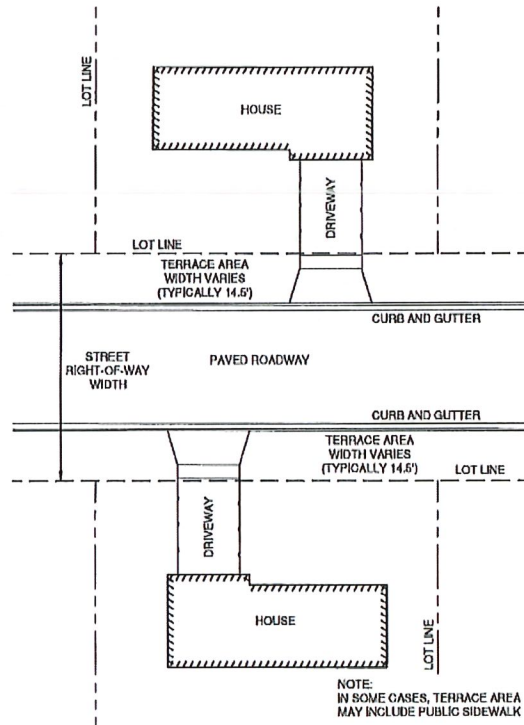 LOT LINE
HOUSE
DRIVEWAY
LOT LINE
TERRACE AREA
WIDTH VARIES
(TYPICALLY 14.5')
CURB AND GUTTER
STREET
RIGHT-OF-WAY
WIDTH
PAVED ROADWAY
CURB AND GUTTER
TERRACE AREA
WIDTH VARIES
(TYPICALLY 14.5')
LOT LINE
DRIVEWAY
HOUSE
LOT LINE
NOTE:
IN SOME CASES, TERRACE AREA
MAY INCLUDE PUBLIC SIDEWALK